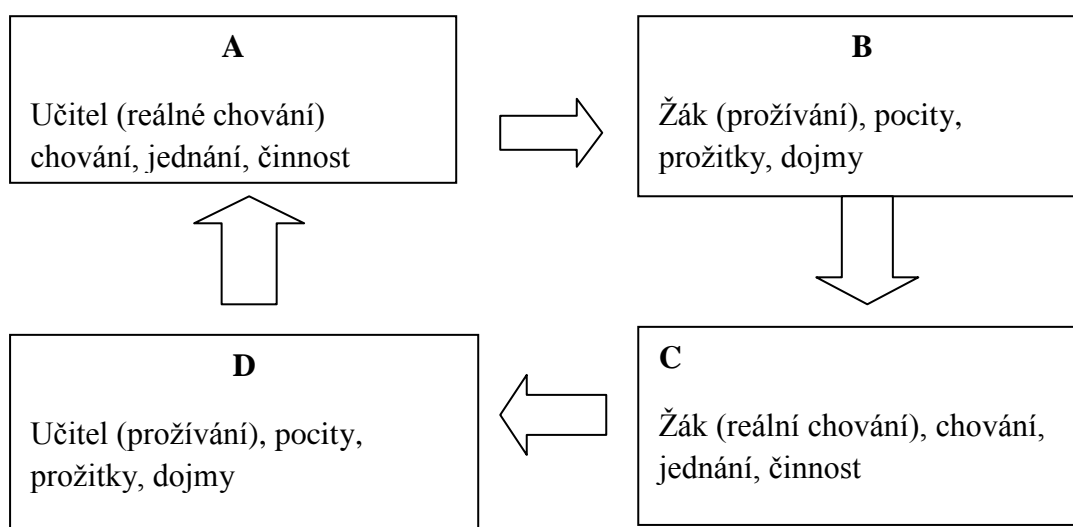 A
Učitel (reálné chování)
chování, jednání, činnost
B
Žák (prožívání), pocity,
prožitky, dojmy
C
Žák (reální chování), chování,
jednání, činnost
D
Učitel (prožívání), pocity,
prožitky, dojmy